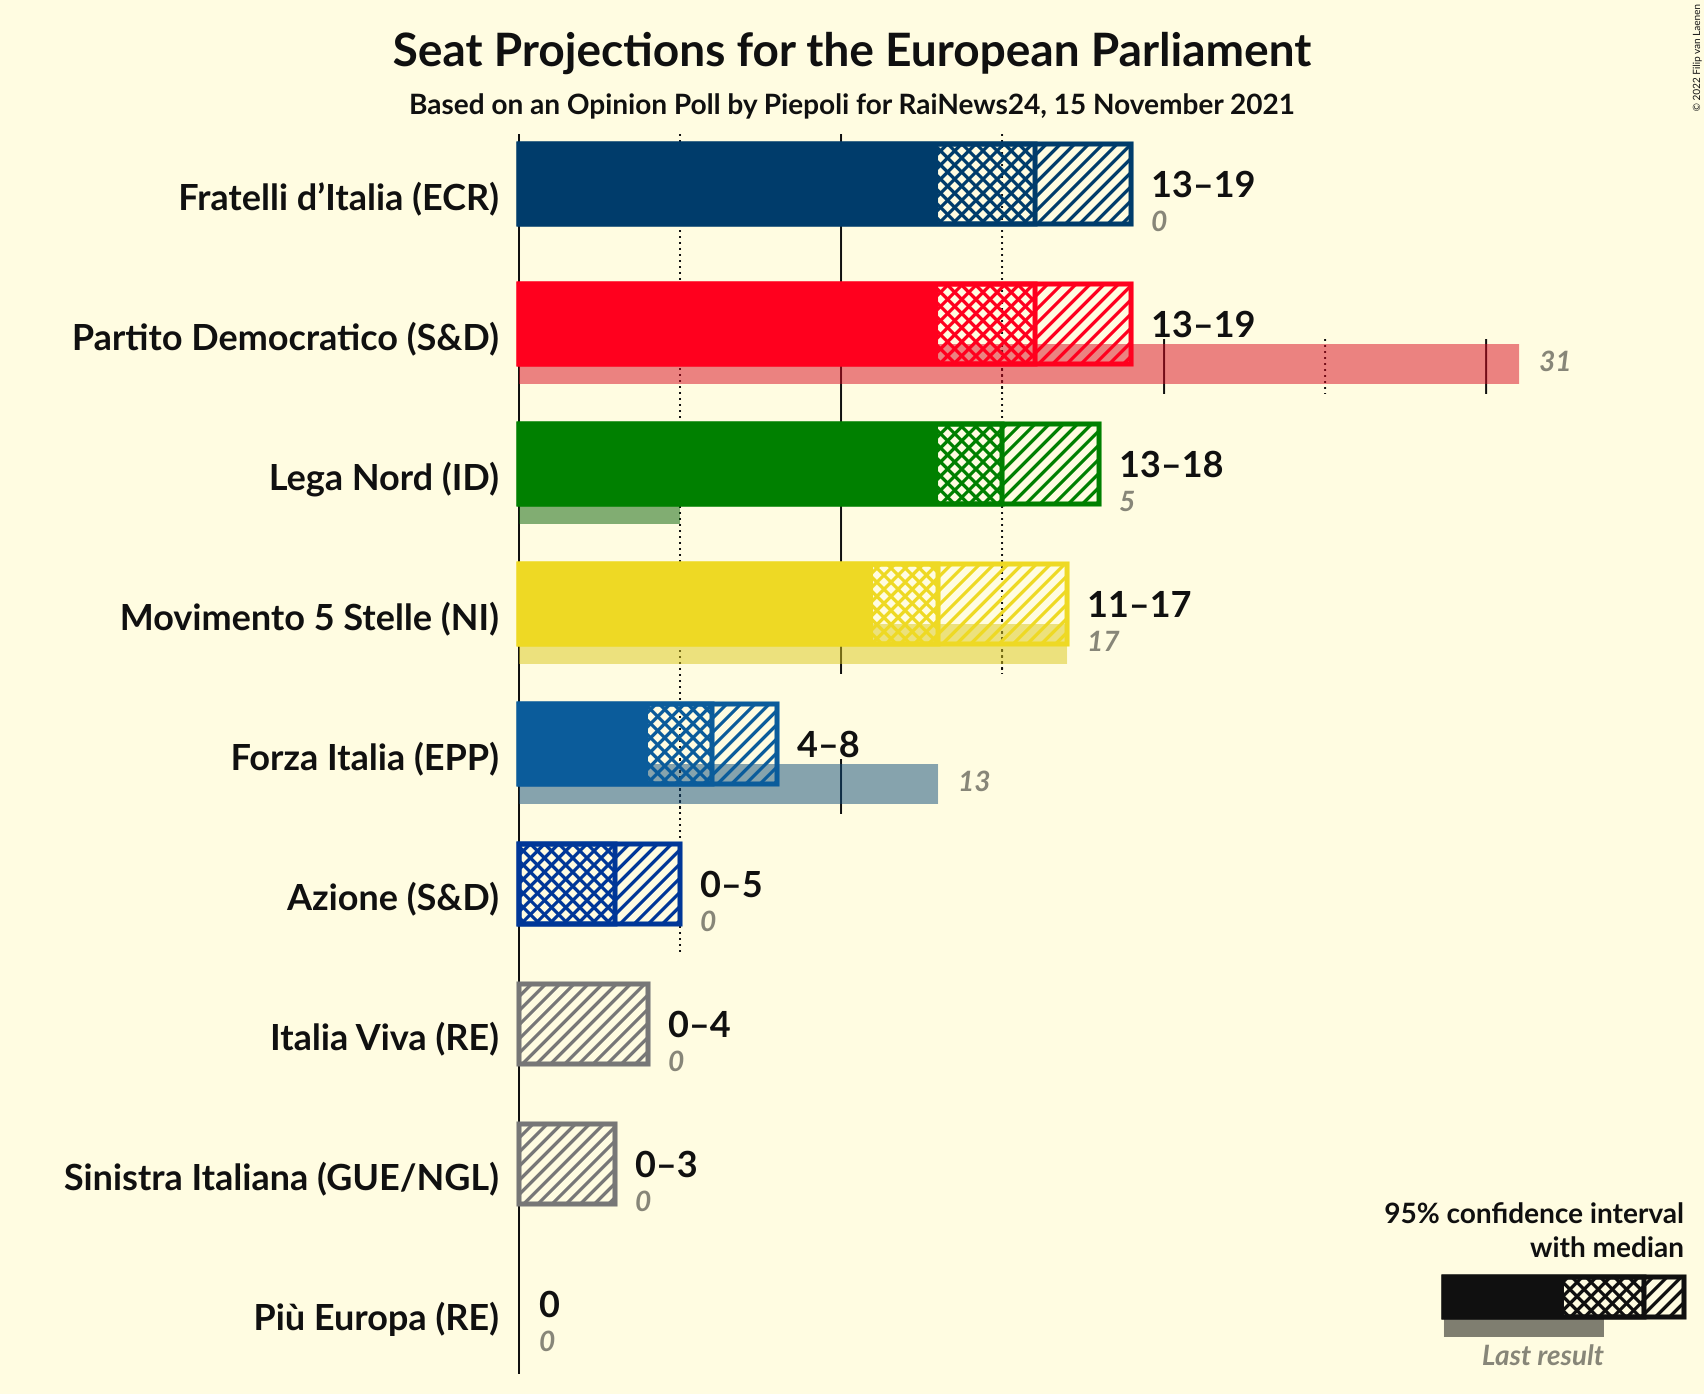 Seat Projections for the European Parliament
Based on an Opinion Poll by Piepoli for RaiNews24, 15 November 2021
© 2022 Filip van Laenen
Fratelli d’Italia (ECR)
13–19
0
Partito Democratico (S&D)
13–19
31
Lega Nord (ID)
13–18
5
Movimento 5 Stelle (NI)
11–17
17
Forza Italia (EPP)
4–8
13
Azione (S&D)
0–5
0
Italia Viva (RE)
0–4
0
Sinistra Italiana (GUE/NGL)
0–3
0
Più Europa (RE)
0
0
95% confidence interval
with median
Last result